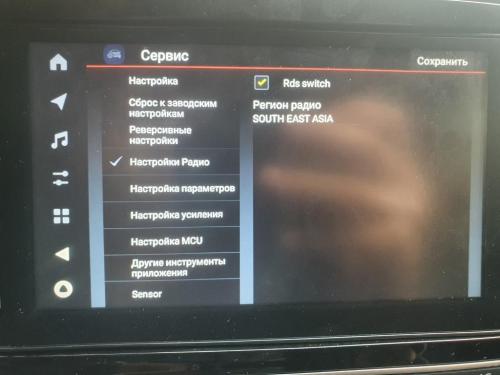 Сервис
Сохранить
Настройка
Сброс к заводским
настройкам
Реверсивные
настройки
Настройки Радио
Настройка параметров
Настройка усиления
Настройка MCU
Другие инструменты
приложения
Sensor
Rds switch
Регион радио
SOUTH EAST ASIA